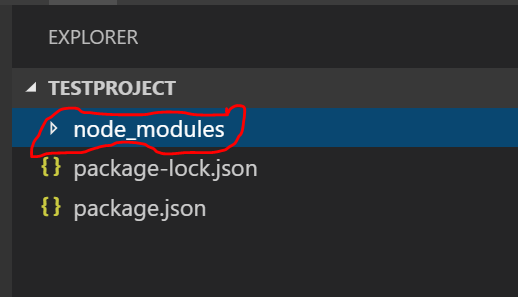 EXPLORER
TESTPROJECT
node_modules
{} package-lock.json
{} package.json